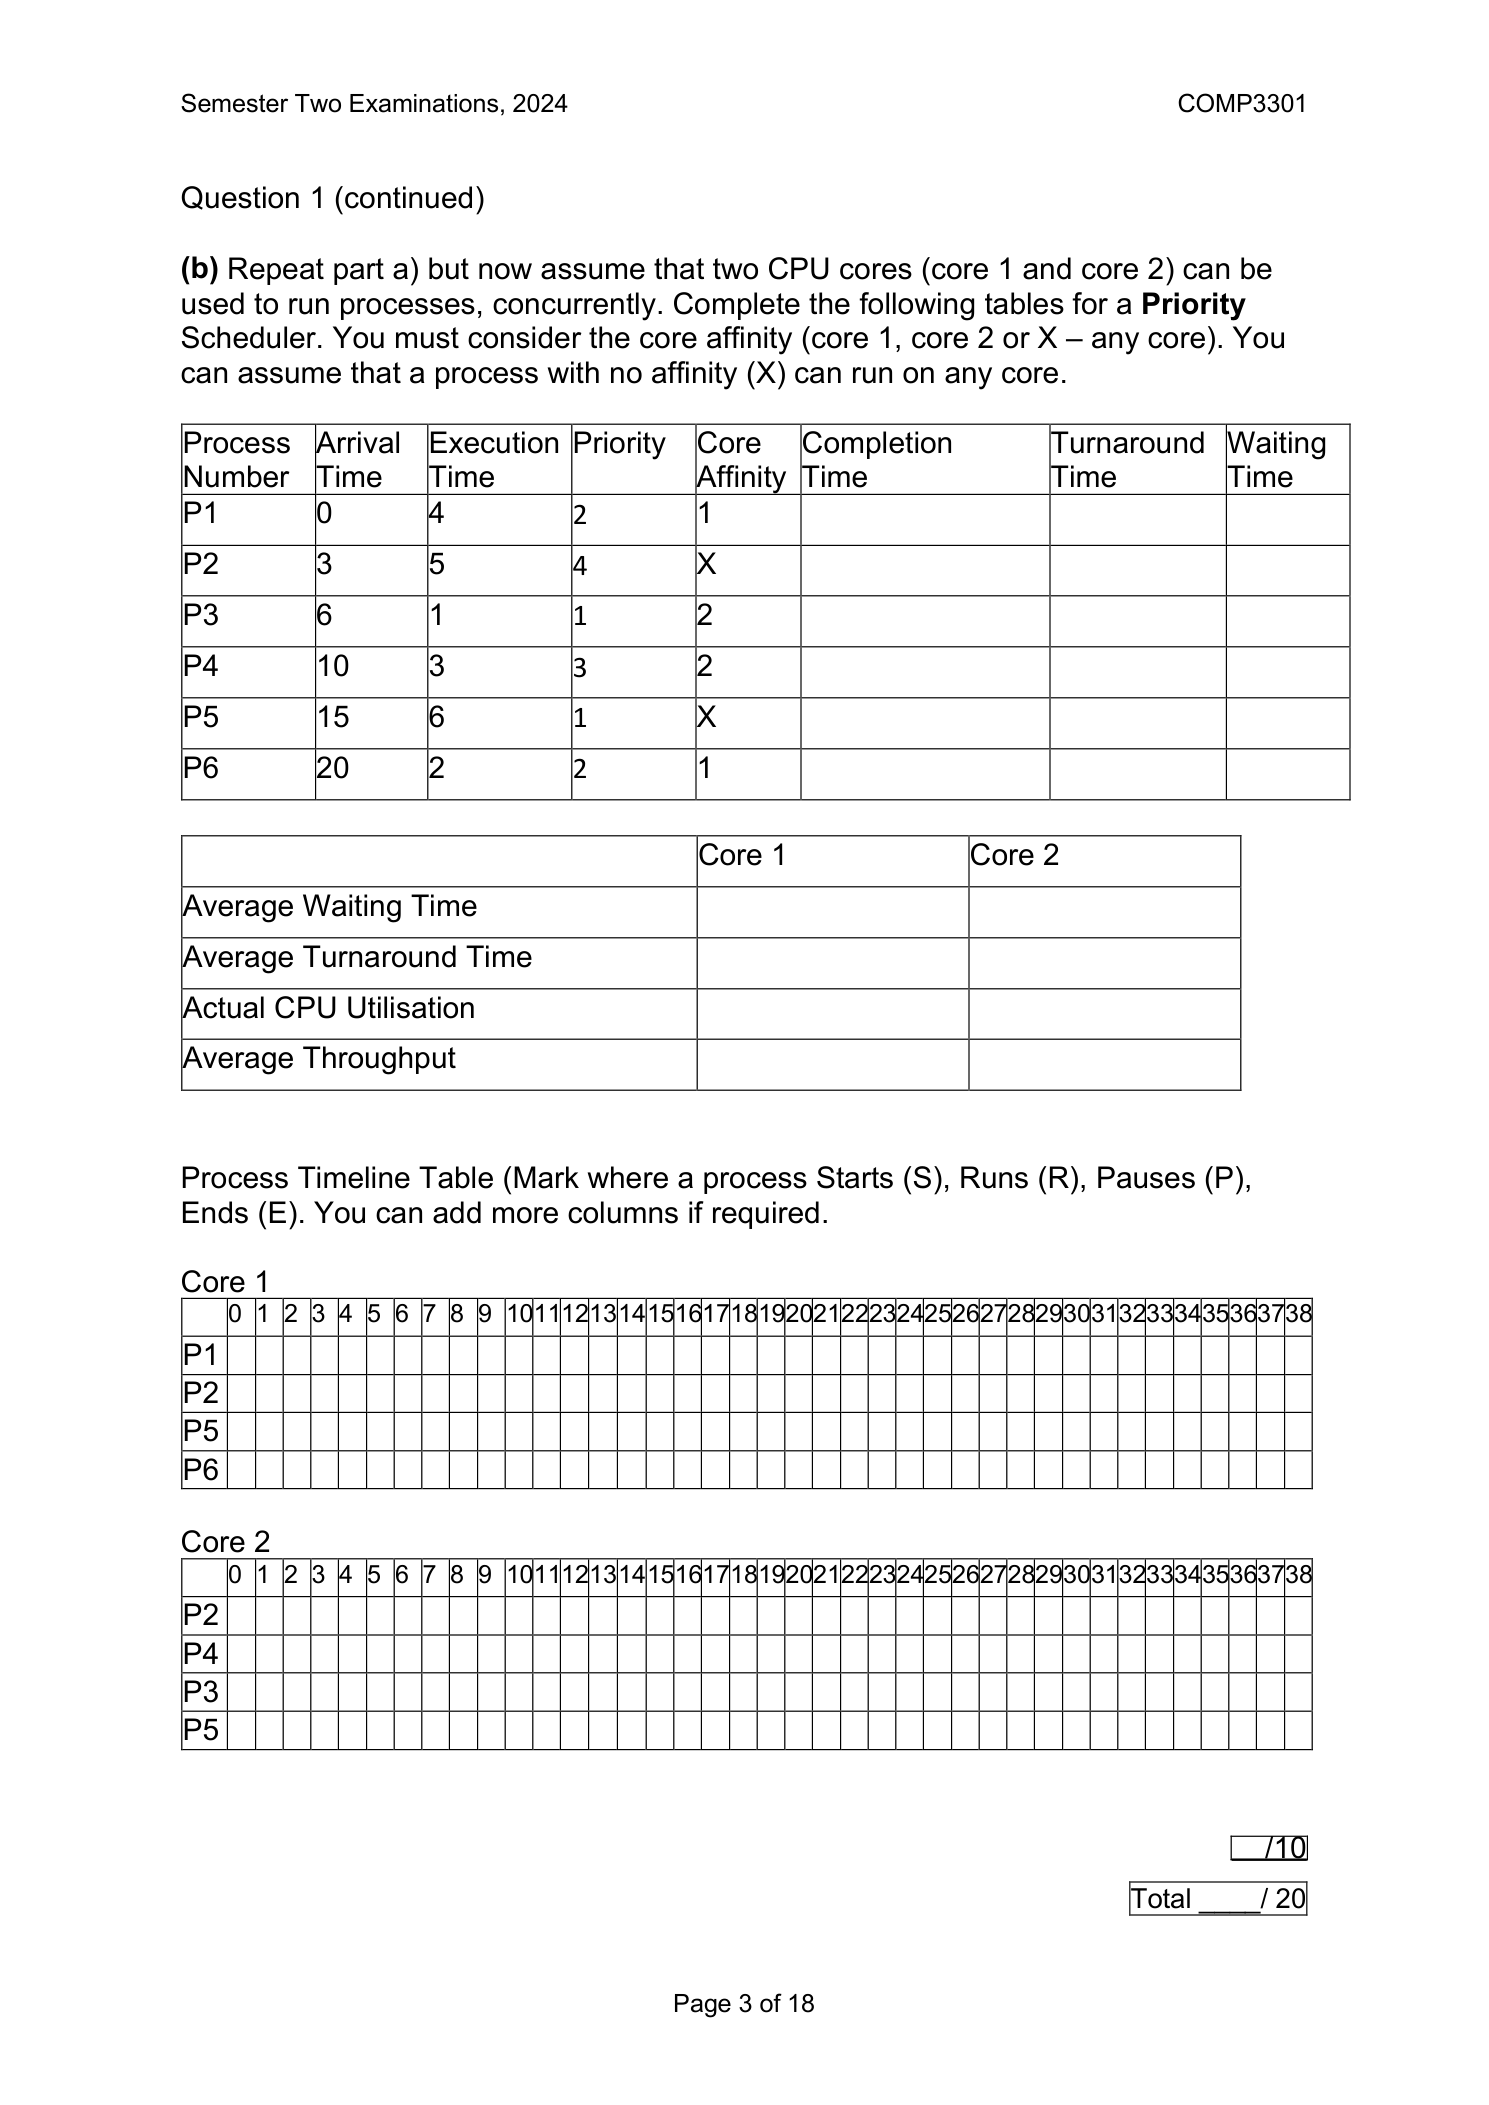 Semester Two Examinations, 2024 COMP3301
Question 1 (continued)
(b) Repeat part a) but now assume that two CPU cores (core 1 and core 2) can be
used to run processes, concurrently. Complete the following tables for a Priority
Scheduler. You must consider the core affinity (core 1, core 2 or X – any core). You
can assume that a process with no affinity (X) can run on any core.
Process Arrival Execution Priority Core Completion Turnaround Waiting
Number Time Time Affinity Time Time Time
P1 0 4 2 1
P2 3 5 4 X
P3 6 1 1 2
P4 10 3 3 2
P5 15 6 1 X
P6 20 2 2 1
Core 1 Core 2
Average Waiting Time
Average Turnaround Time
Actual CPU Utilisation
Average Throughput
Process Timeline Table (Mark where a process Starts (S), Runs (R), Pauses (P),
Ends (E). You can add more columns if required.
Core 1
0 1 2 3 4 5 6 7 8 9 10 11 12 13 14 15 16 17 18 19 20 21 22 23 24 25 26 27 28 29 30 31 32 33 34 35 36 37 38
P1
P2
P5
P6
Core 2
0 1 2 3 4 5 6 7 8 9 10 11 12 13 14 15 16 17 18 19 20 21 22 23 24 25 26 27 28 29 30 31 32 33 34 35 36 37 38
P2
P4
P3
P5
__/10
Total ____/ 20
Page 3 of 18